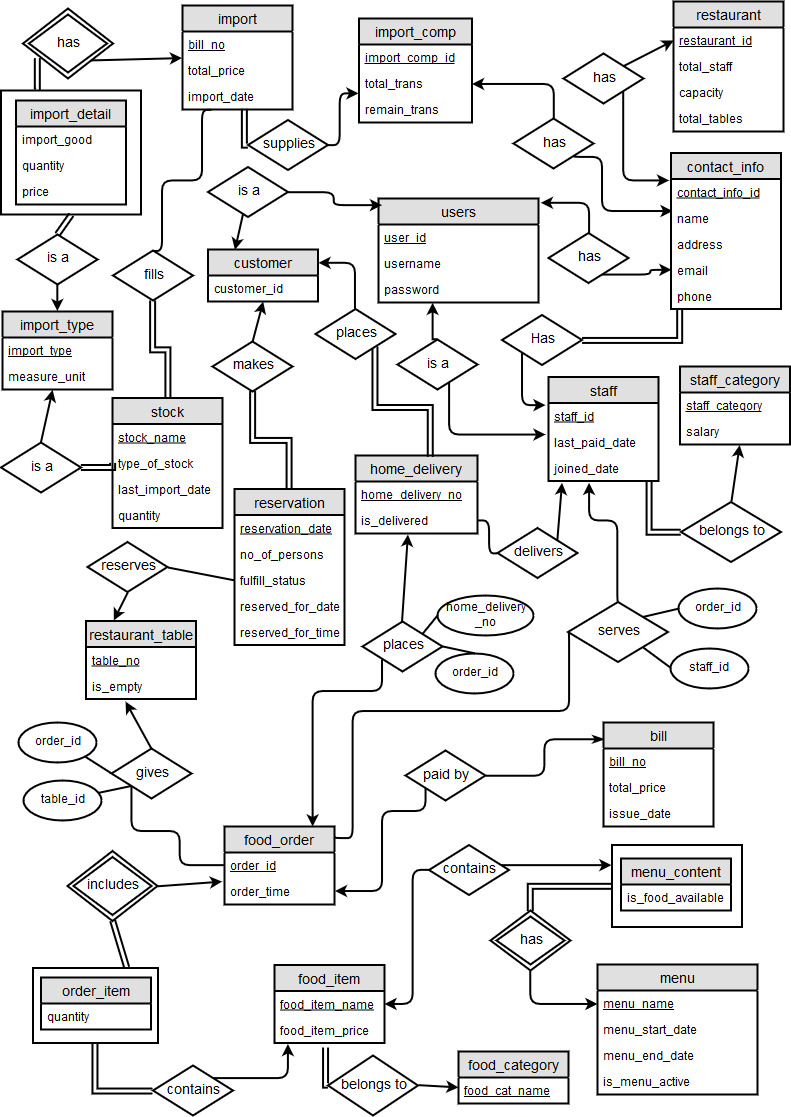 has
import
bill_no
total_price
import_date
import_comp
import_comp_id
total_trans
remain_trans
restaurant
restaurant_id
total_staff
capacity
total_tables
has
import_detail
import_good
quantity
price
supplies
has
contact_info
contact_info_id
name
address
email
phone
is a
users
user_id
username
password
is a
fills
customer
customer_id
has
import_type
import_type
measure_unit
places
Has
makes
is a
staff
staff_id
last_paid_date
joined_date
staff_category
staff_category
salary
stock
stock_name
type_of_stock
last_import_date
quantity
is a
home_delivery
home_delivery_no
is_delivered
reservation
reservation_date
no_of_persons
fulfill_status
reserved_for_date
reserved_for_time
belongs to
delivers
reserves
restaurant_table
table_no
is_empty
home_delivery
_no
order_id
places
order_id
serves
staff_id
order_id
gives
table_id
bill
bill_no
total_price
issue_date
paid by
food_order
order_id
order_time
includes
contains
menu_content
is_food_available
has
order_item
quantity
food_item
food_item_name
food_item_price
menu
menu_name
menu_start_date
menu_end_date
is_menu_active
contains
belongs to
food_category
food_cat_name